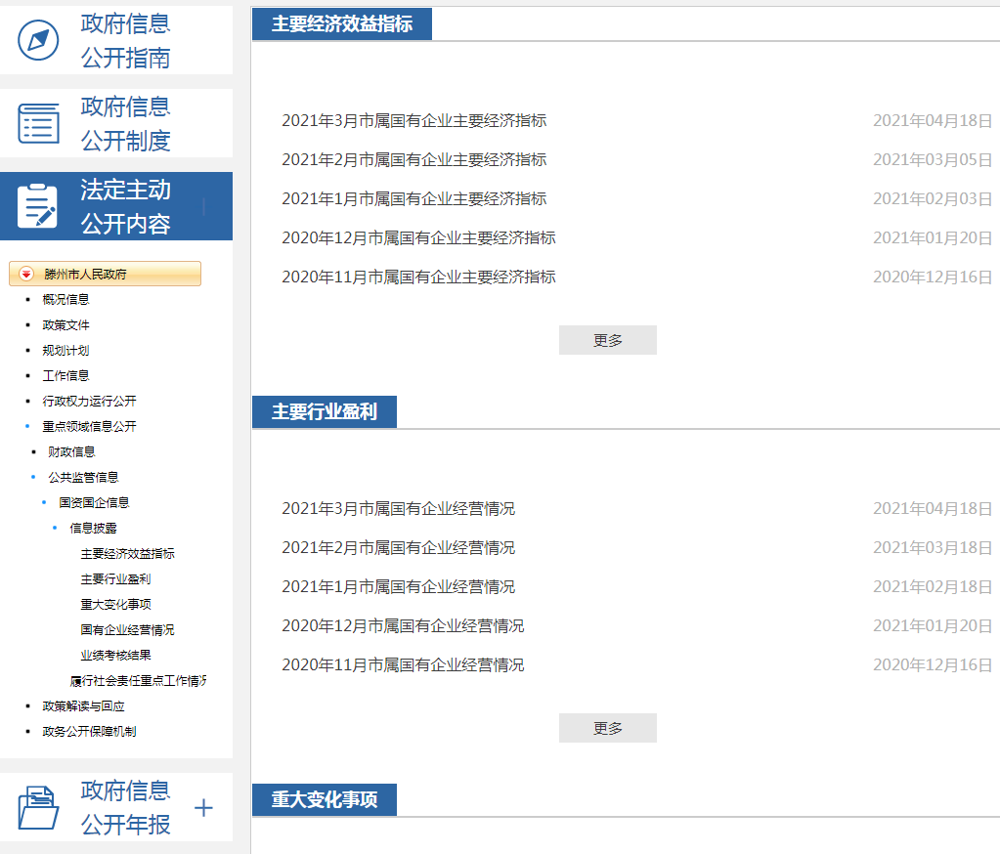 政府信息
公开指南
政府信息
公开制度
法定主动
公开内容
滕州市人民政府
概况信息
政策文件
规划计划
工作信息
行政权力运行公开
重点领域信息公开
财政信息
公共监管信息
国资国企信息
信息披露
主要经济效益指标
主要行业盈利
重大变化事项
国有企业经营情况
业绩考核结果
履行社会责任重点工作情况
政策解读与回应
政务公开保障机制
政府信息
公开年报
主要经济效益指标
2021年3月市属国有企业主要经济指标 2021年04月18日
2021年2月市属国有企业主要经济指标 2021年03月05日
2021年1月市属国有企业主要经济指标 2021年02月03日
2020年12月市属国有企业主要经济指标 2021年01月20日
2020年11月市属国有企业主要经济指标 2020年12月16日
更多
主要行业盈利
2021年3月市属国有企业经营情况 2021年04月18日
2021年2月市属国有企业经营情况 2021年03月18日
2021年1月市属国有企业经营情况 2021年02月18日
2020年12月市属国有企业经营情况 2021年01月20日
2020年11月市属国有企业经营情况 2020年12月16日
更多
重大变化事项